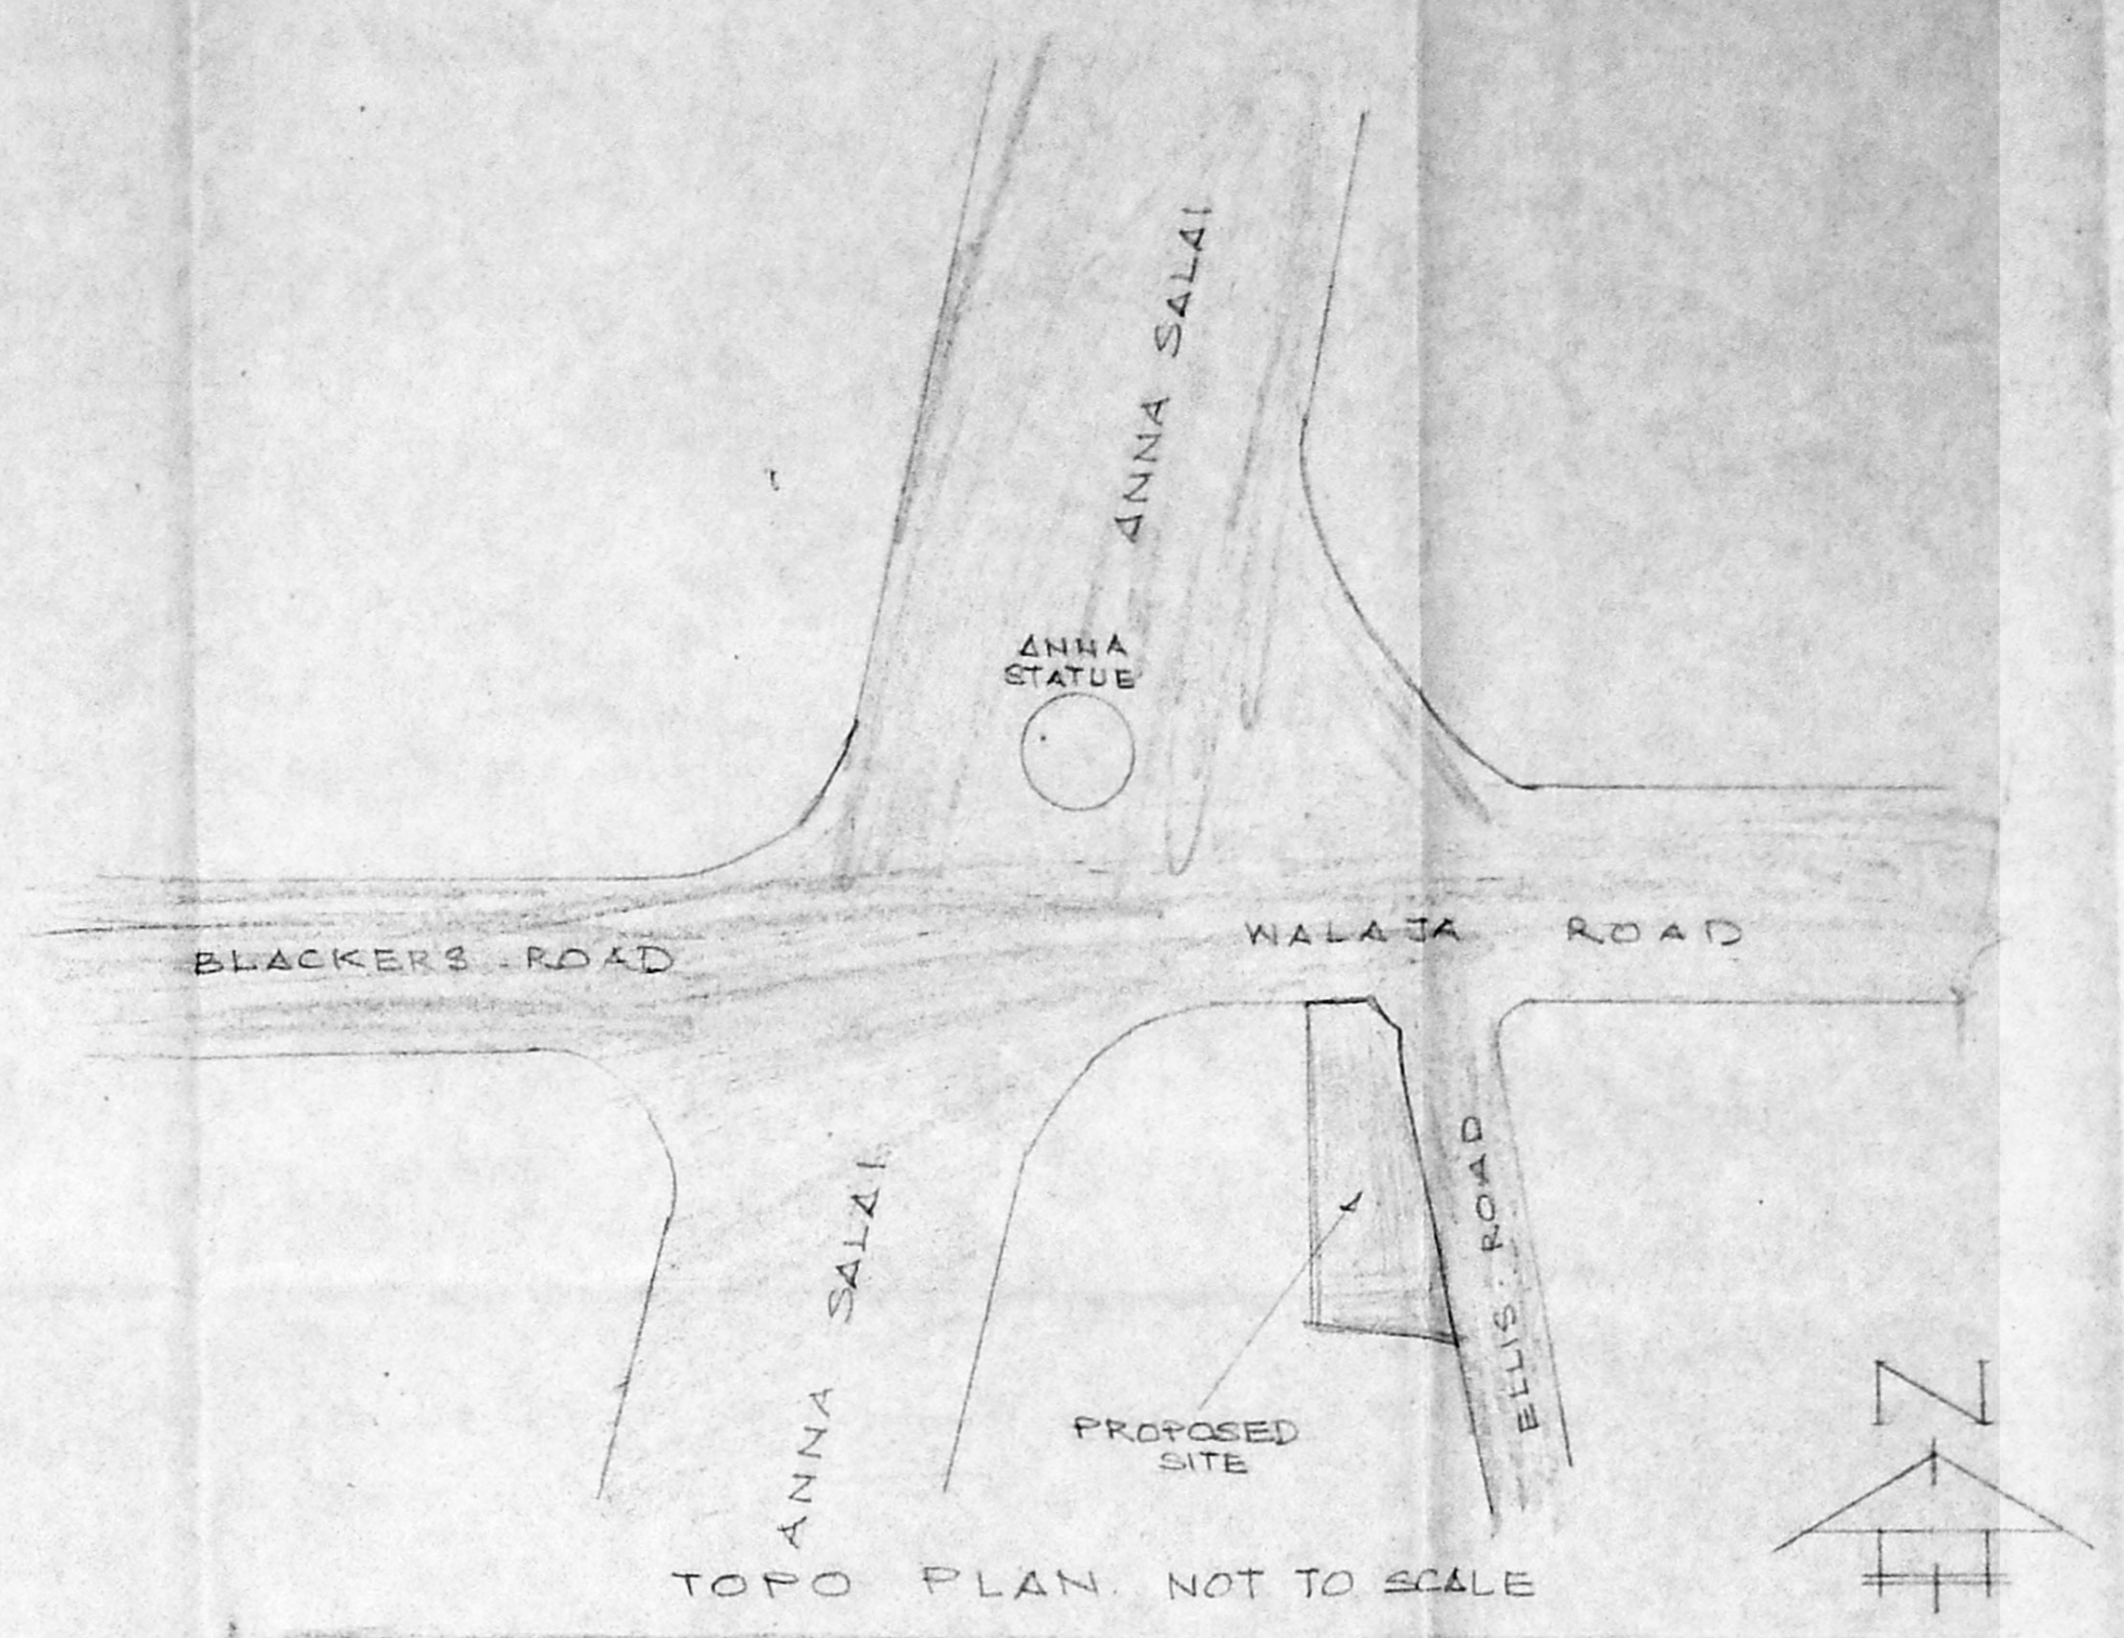 ANNA SALAI
ANNA
STATUE
BLACKERS. ROAD
WALAJA ROAD
ANNA SALAI
ELLIS. ROAD
PROPOSED
SITE
N
TOPO PLAN. NOT TO SCALE